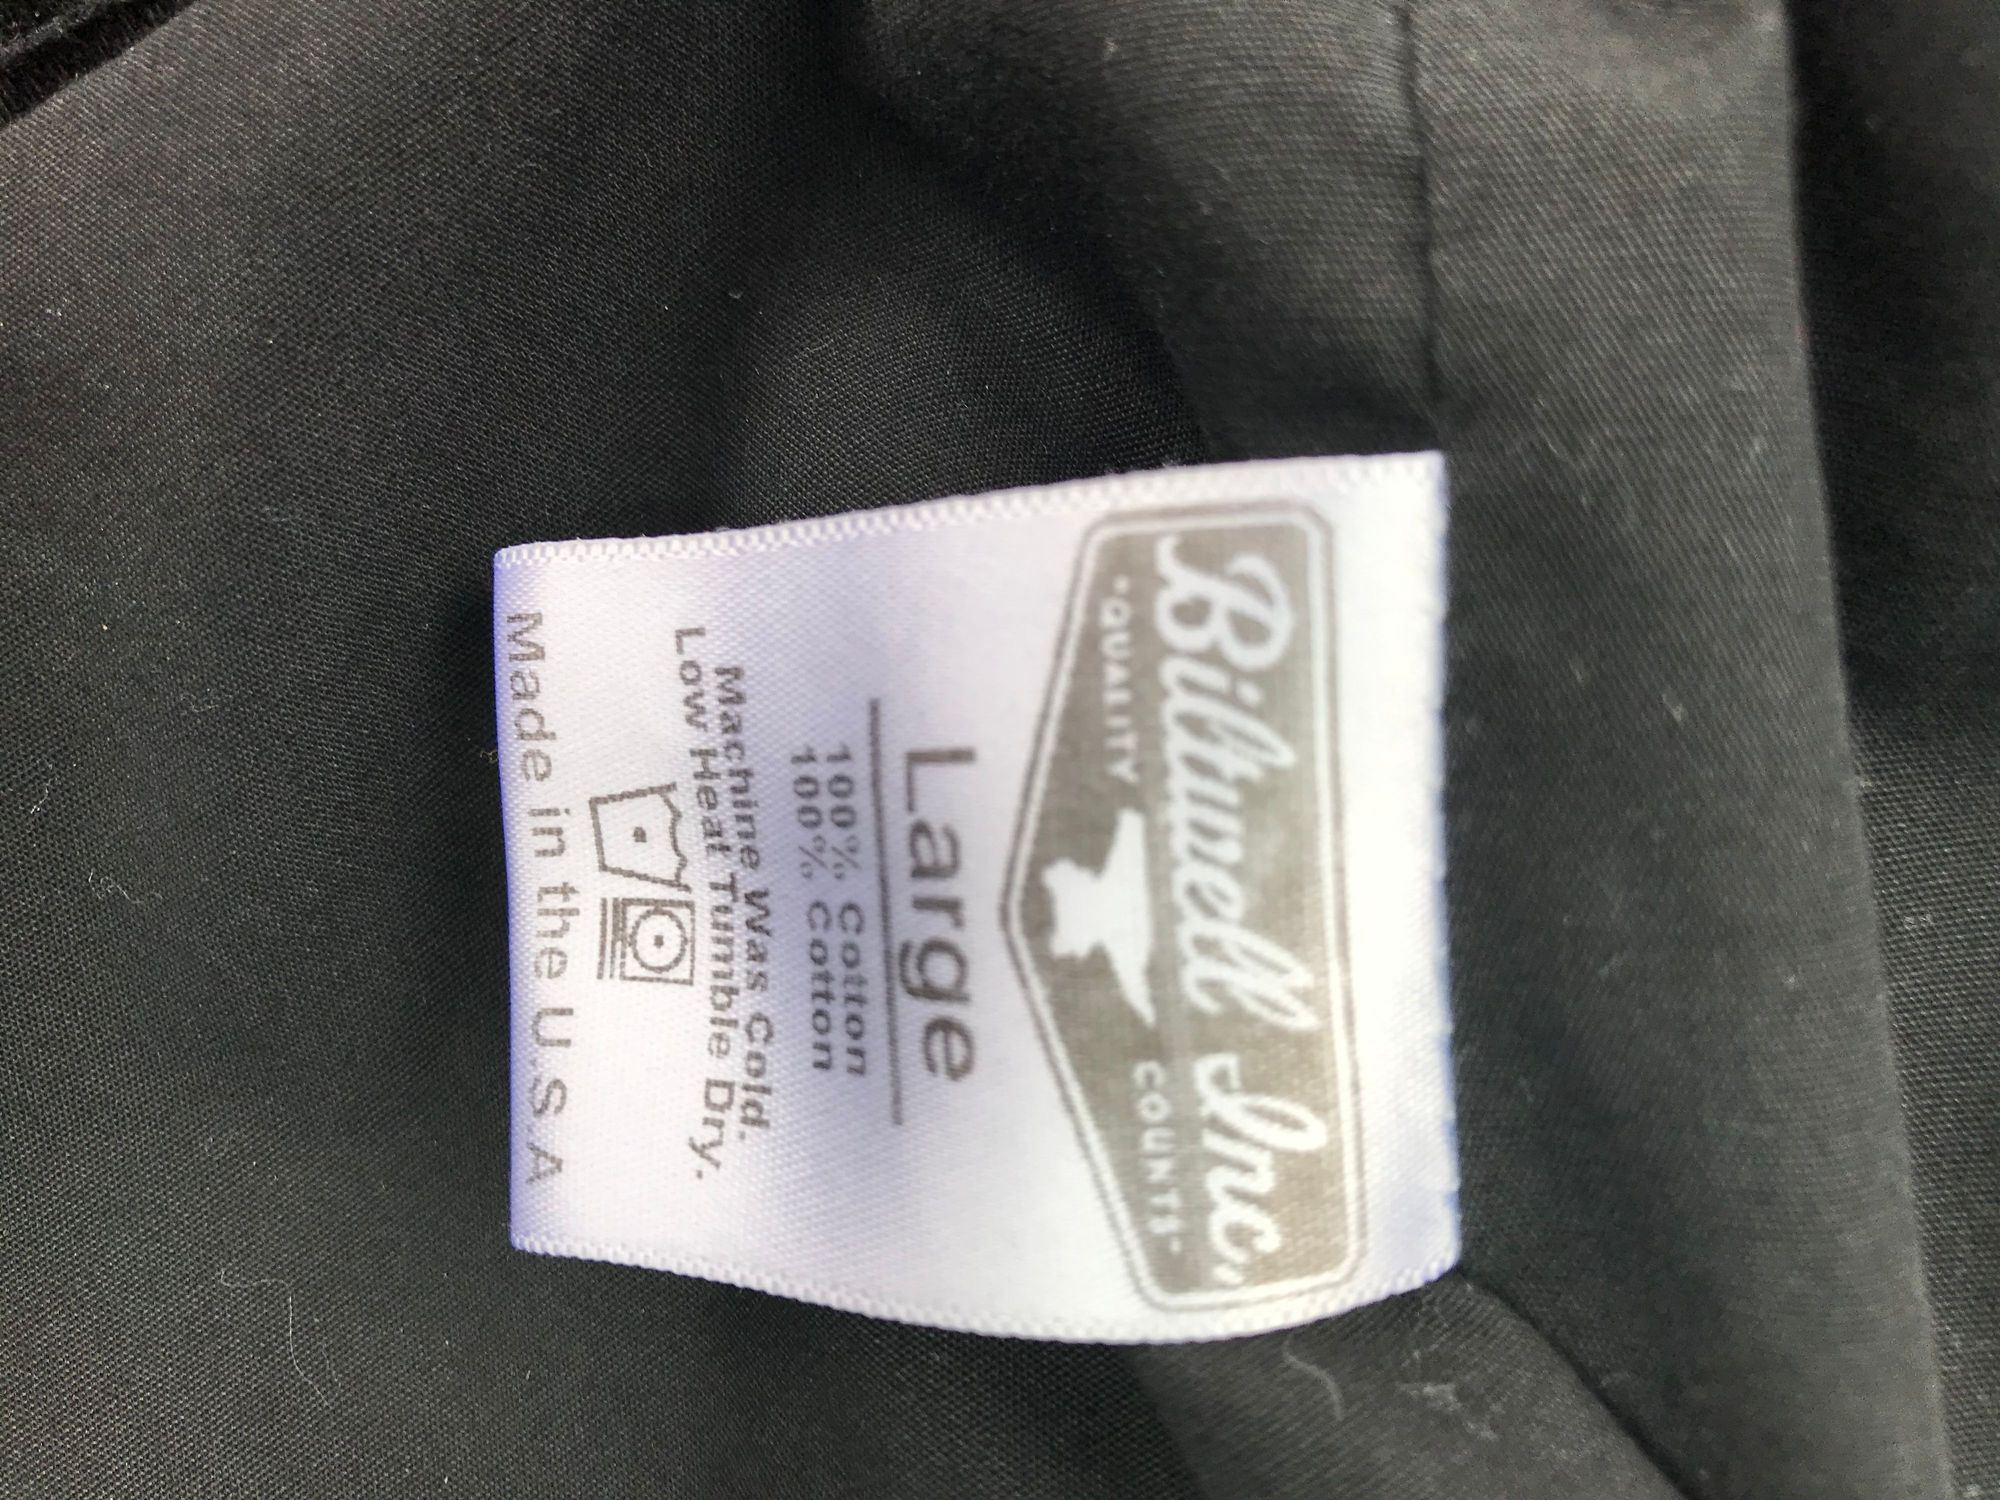 Biltwell Inc.
"QUALITY COUNTS"
Large
100% Cotton
100% Cotton
Machine Was Cold.
Low Heat Tumble Dry.
Made in the U.S.A